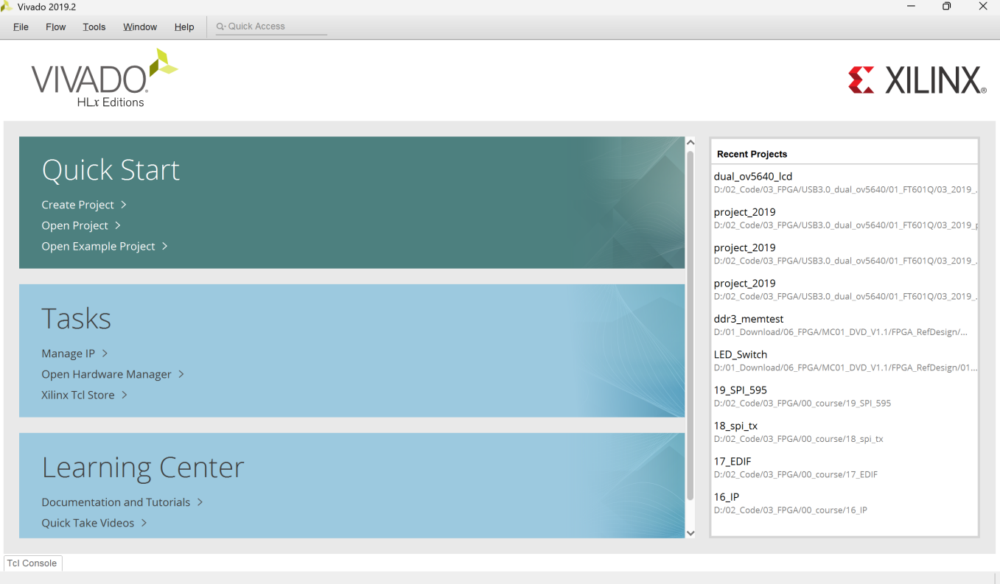 Vivado 2019.2
File Flow Tools Window Help Quick Access
VIVADO.
HLx Editions
XILINX®
Quick Start
Create Project >
Open Project >
Open Example Project >
Tasks
Manage IP >
Open Hardware Manager >
Xilinx Tcl Store >
Learning Center
Documentation and Tutorials >
Quick Take Videos >
Recent Projects
dual_ov5640_lcd
D:/02_Code/03_FPGA/USB3.0_dual_ov5640/01_FT601Q/03_2019_.
project_2019
D:/02_Code/03_FPGA/USB3.0_dual_ov5640/01_FT601Q/03_2019_p
project_2019
D:/02_Code/03_FPGA/USB3.0_dual_ov5640/01_FT601Q/03_2019_.
project_2019
D:/02_Code/03_FPGA/USB3.0_dual_ov5640/01_FT601Q/03_2019_.
ddr3_memtest
D:/01_Download/06_FPGA/MC01_DVD_V1.1/FPGA_RefDesign/...
LED_Switch
D:/01_Download/06_FPGA/MC01_DVD_V1.1/FPGA_RefDesign/01...
19_SPI_595
D:/02_Code/03_FPGA/00_course/19_SPI_595
18_spi_tx
D:/02_Code/03_FPGA/00_course/18_spi_tx
17_EDIF
D:/02_Code/03_FPGA/00_course/17_EDIF
16_IP
D:/02_Code/03_FPGA/00_course/16_IP
Tcl Console